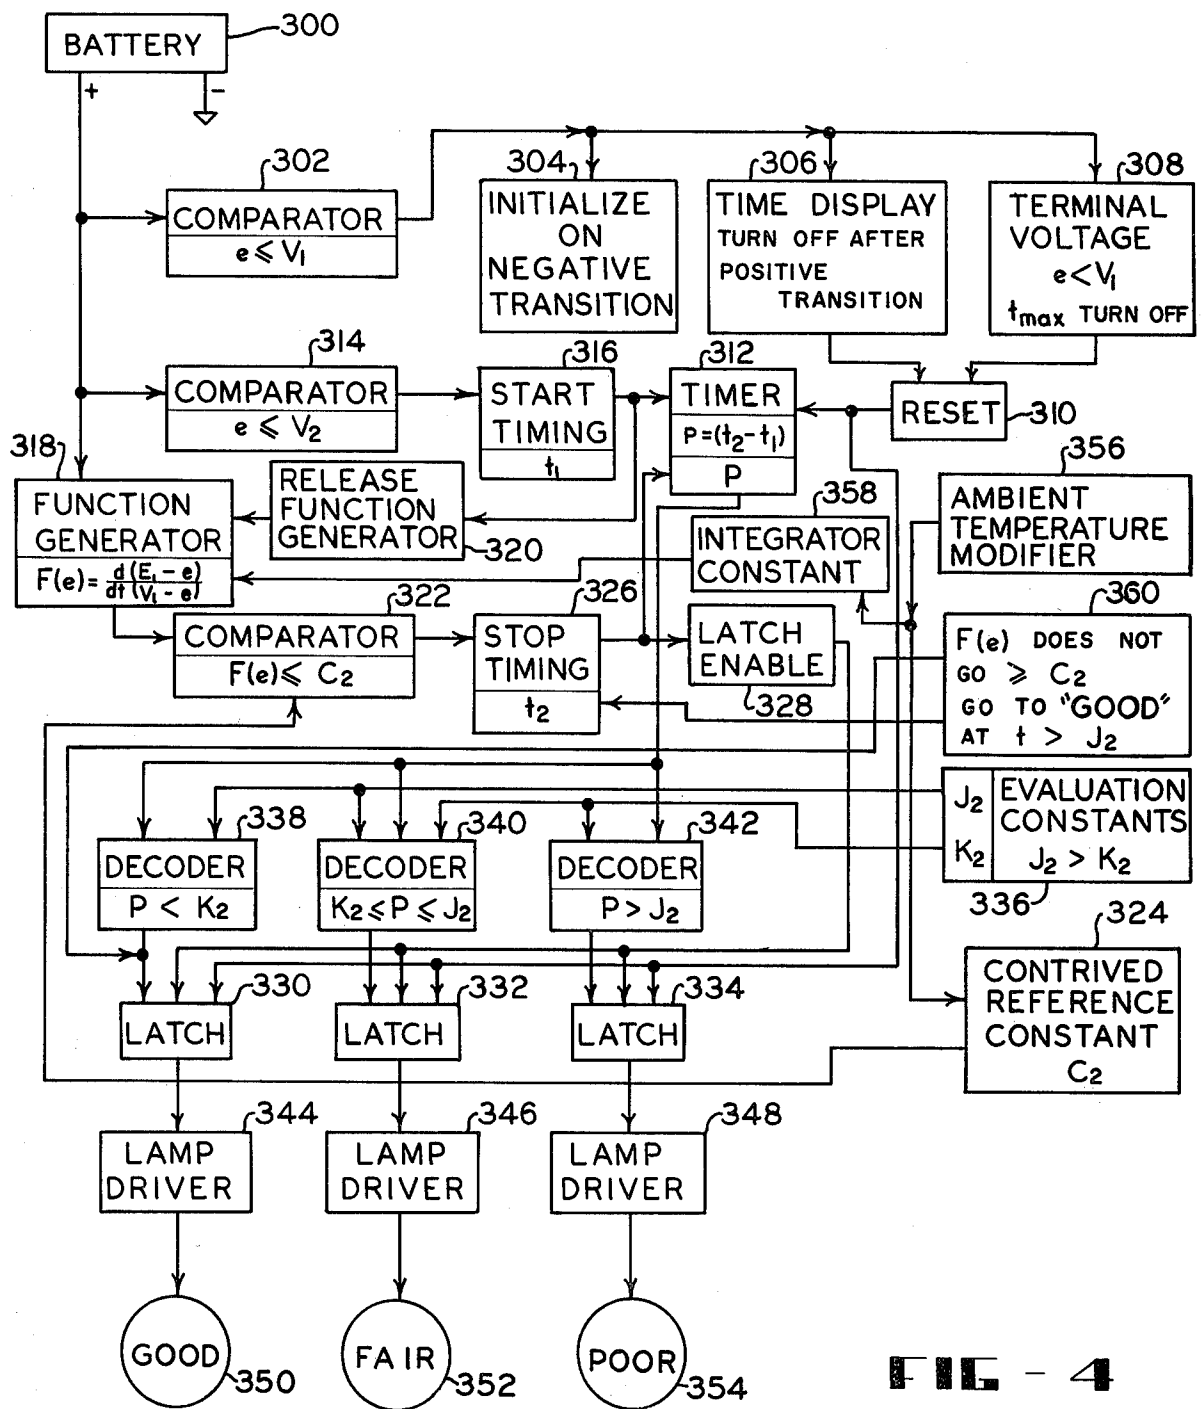 300
BATTERY
+
-
302
COMPARATOR
e ⩽ V₁
304
INITIALIZE
ON
NEGATIVE
TRANSITION
306
TIME DISPLAY
TURN OFF AFTER
POSITIVE
TRANSITION
308
TERMINAL
VOLTAGE
e < V₁
tmax TURN OFF
314
COMPARATOR
e ⩽ V₂
316
START
TIMING
t₁
312
TIMER
P=(t₂-t₁)
P
RESET
310
318
FUNCTION
GENERATOR
F(e) = d(E₁ - e)
dt(V₁ - e)
RELEASE
FUNCTION
GENERATOR
320
358
INTEGRATOR
CONSTANT
356
AMBIENT
TEMPERATURE
MODIFIER
322
COMPARATOR
F(e) ⩽ C₂
326
STOP
TIMING
t₂
LATCH
ENABLE
328
360
F(e) DOES NOT
GO ⩾ C₂
GO TO "GOOD"
AT t > J₂
J₂
K₂
EVALUATION
CONSTANTS
J₂ > K₂
336
338
DECODER
P < K₂
340
DECODER
K₂ ⩽ P ⩽ J₂
342
DECODER
P > J₂
324
CONTRIVED
REFERENCE
CONSTANT
C₂
330
LATCH
332
LATCH
334
LATCH
344
LAMP
DRIVER
346
LAMP
DRIVER
348
LAMP
DRIVER
GOOD
350
FAIR
352
POOR
354
FIG - 4